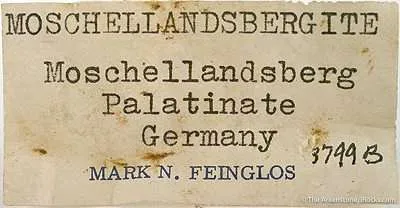 MOSCHELLANDSBERGITE
Moschellandsberg
Palatinate
Germany
3799 B
MARK N. FEINGLOS